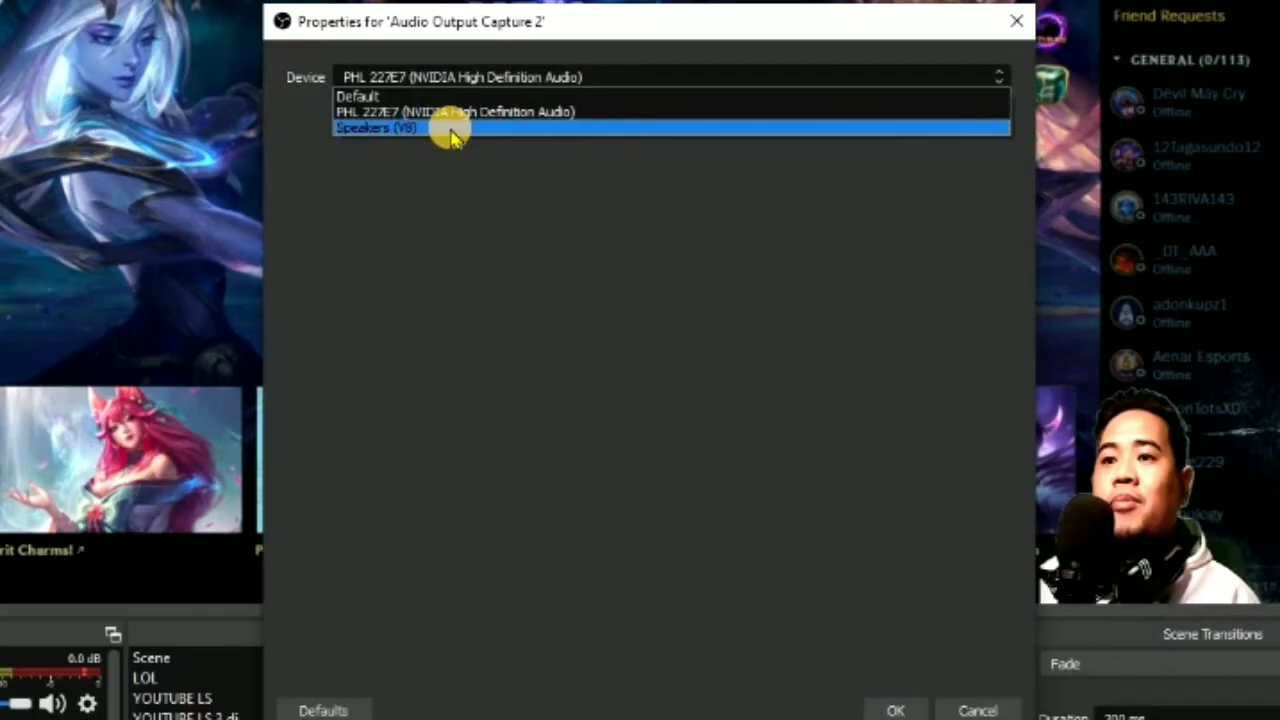 Properties for 'Audio Output Capture 2'
Device PHL 227E7 (NVIDIA High Definition Audio)
Default
PHL 227E7 (NVIDIA High Definition Audio)
Speakers (V8)
Friend Requests
GENERAL (0/113)
Devil May Cry
Offline
12Tagasundo12
Offline
143RIVA143
Offline
_DT_AAA
Offline
adonkupz1
Offline
Aenar Esports
Offline
rit Charms!
0.0 dB
Scene
LOL
YOUTUBE LS
Defaults
OK
Cancel
Scene Transitions
Fade
Duration 300 ms